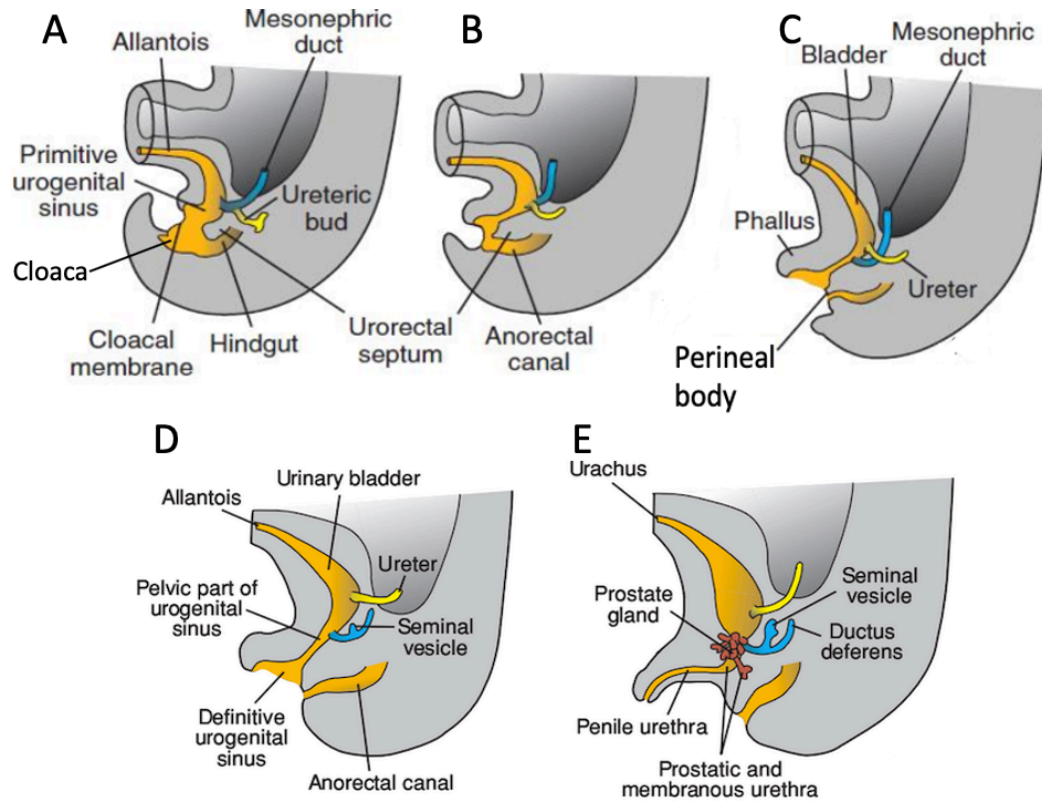 A
Mesonephric
duct
Allantois
Primitive
urogenital
sinus
Ureteric
bud
Cloaca
Cloacal
membrane
Hindgut
Urorectal
septum
B
Anorectal
canal
C
Mesonephric
duct
Bladder
Phallus
Ureter
Perineal
body
D
Urinary bladder
Allantois
Ureter
Pelvic part of
urogenital
sinus
Seminal
vesicle
Definitive
urogenital
sinus
Anorectal canal
E
Urachus
Prostate
gland
Seminal
vesicle
Ductus
deferens
Penile urethra
Prostatic and
membranous urethra